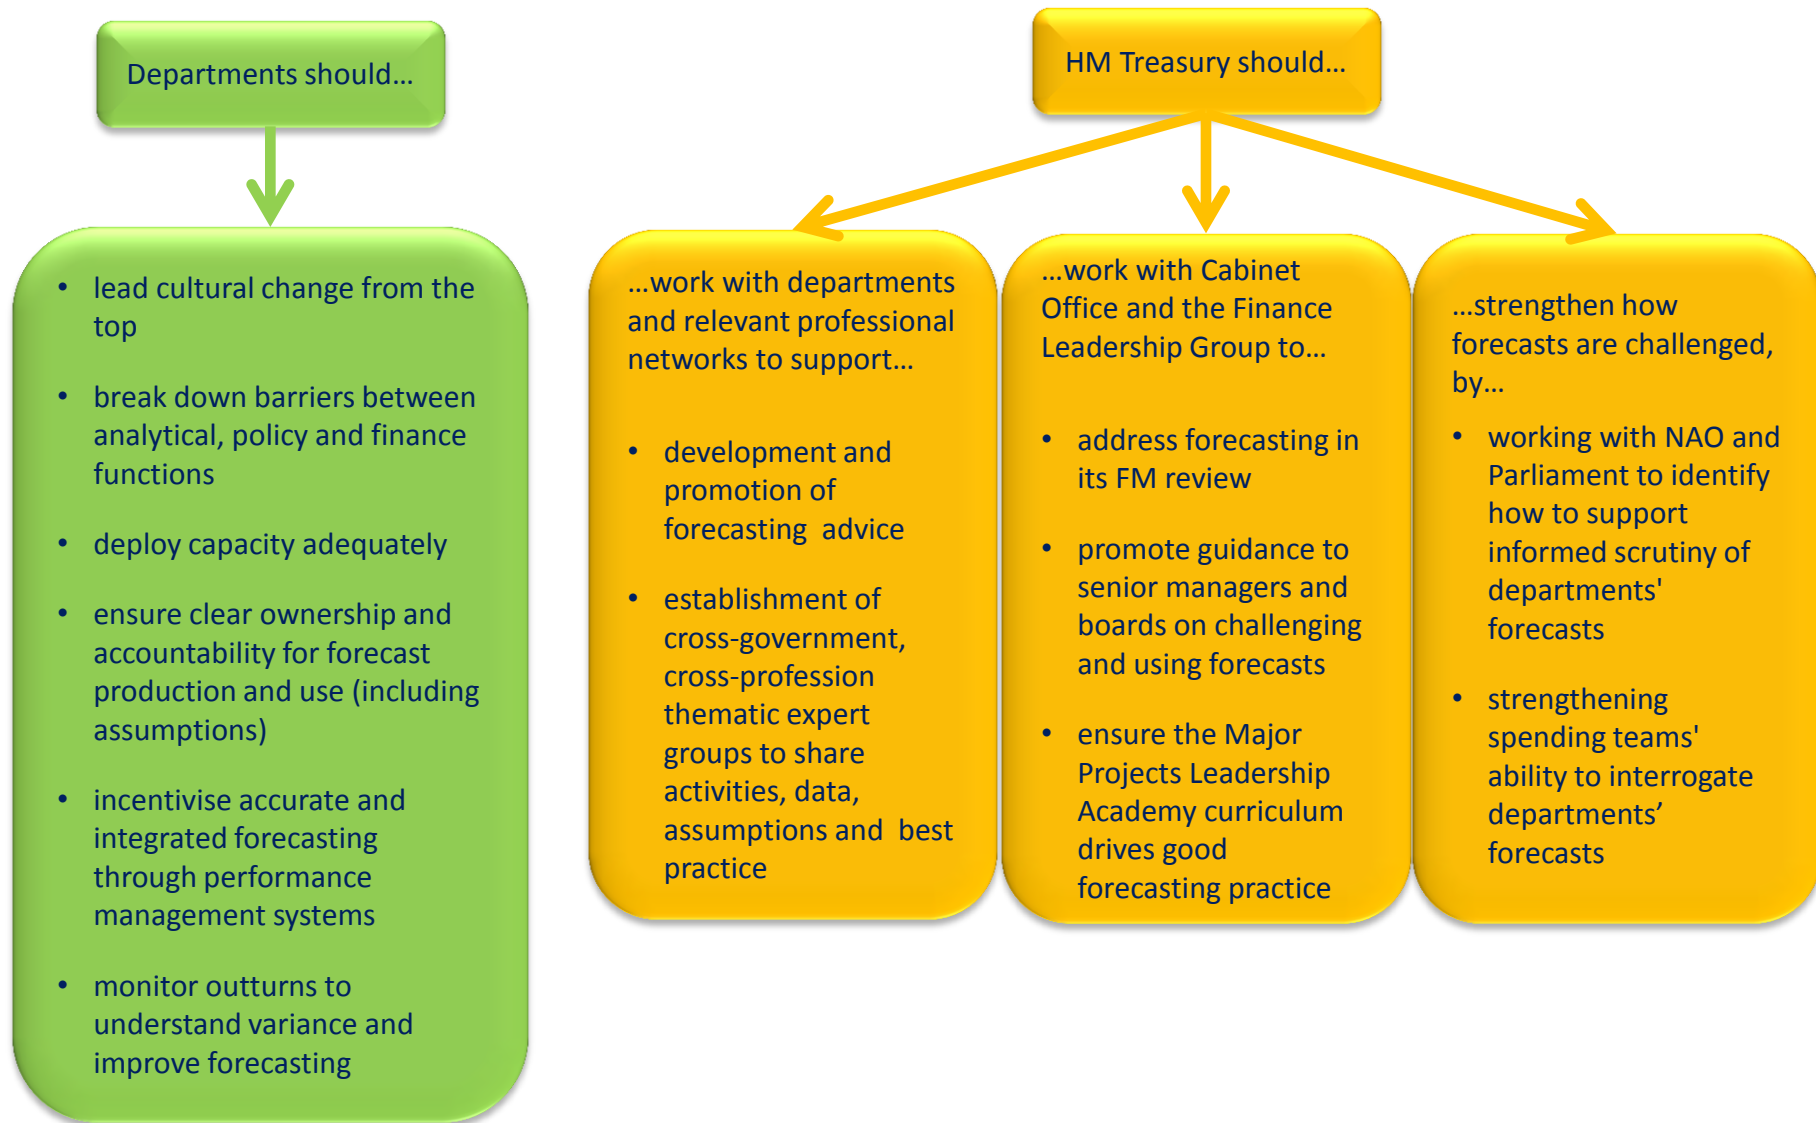 Departments should…
• lead cultural change from the
top
• break down barriers between
analytical, policy and finance
functions
• deploy capacity adequately
• ensure clear ownership and
accountability for forecast
production and use (including
assumptions)
• incentivise accurate and
integrated forecasting
through performance
management systems
• monitor outturns to
understand variance and
improve forecasting
HM Treasury should…
…work with departments
and relevant professional
networks to support…
• development and
promotion of
forecasting advice
• establishment of
cross-government,
cross-profession
thematic expert
groups to share
activities, data,
assumptions and best
practice
…work with Cabinet
Office and the Finance
Leadership Group to…
• address forecasting in
its FM review
• promote guidance to
senior managers and
boards on challenging
and using forecasts
• ensure the Major
Projects Leadership
Academy curriculum
drives good
forecasting practice
…strengthen how
forecasts are challenged,
by…
• working with NAO and
Parliament to identify
how to support
informed scrutiny of
departments'
forecasts
• strengthening
spending teams'
ability to interrogate
departments’
forecasts